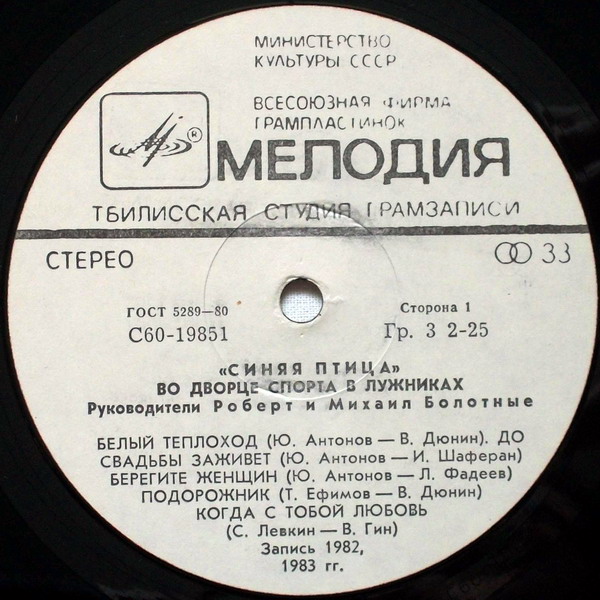 МИНИСТЕРСТВО
КУЛЬТУРЫ СССР
ВСЕСОЮЗНАЯ ФИРМА
ГРАМПЛАСТИНОК
®
МЕЛОДИЯ
ТБИЛИССКАЯ СТУДИЯ ГРАМЗАПИСИ
СТЕРЕО
33
ГОСТ 5289—80
Сторона 1
С60-19851
Гр. 3 2-25
«СИНЯЯ ПТИЦА»
ВО ДВОРЦЕ СПОРТА В ЛУЖНИКАХ
Руководители Роберт и Михаил Болотные
БЕЛЫЙ ТЕПЛОХОД (Ю. Антонов — В. Дюнин). ДО
СВАДЬБЫ ЗАЖИВЕТ (Ю. Антонов — И. Шаферан)
БЕРЕГИТЕ ЖЕНЩИН (Ю. Антонов — Л. Фадеев)
ПОДОРОЖНИК (Т. Ефимов — В. Дюнин)
КОГДА С ТОБОЙ ЛЮБОВЬ
(С. Левкин — В. Гин)
Запись 1982,
1983 гг.